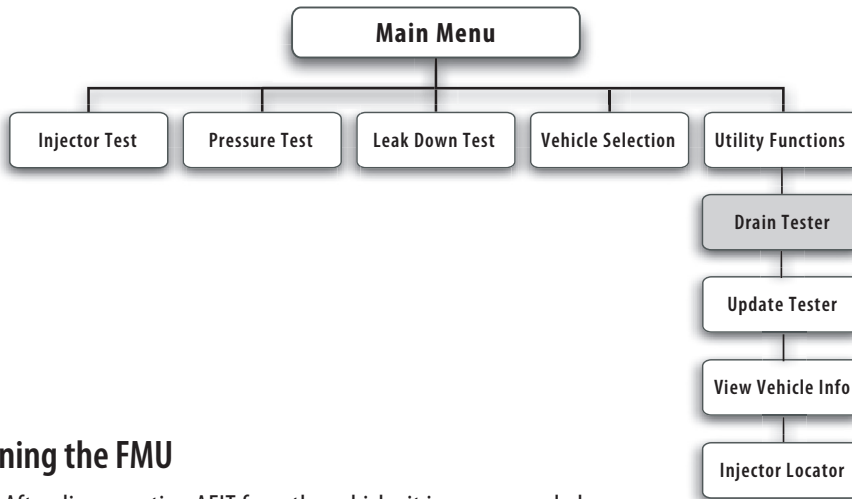 Main Menu
Injector Test
Pressure Test
Leak Down Test
Vehicle Selection
Utility Functions
Drain Tester
Update Tester
View Vehicle Info
Injector Locator
ning the FMU
After disconnecting AFIT from the vehicle, it is recommended